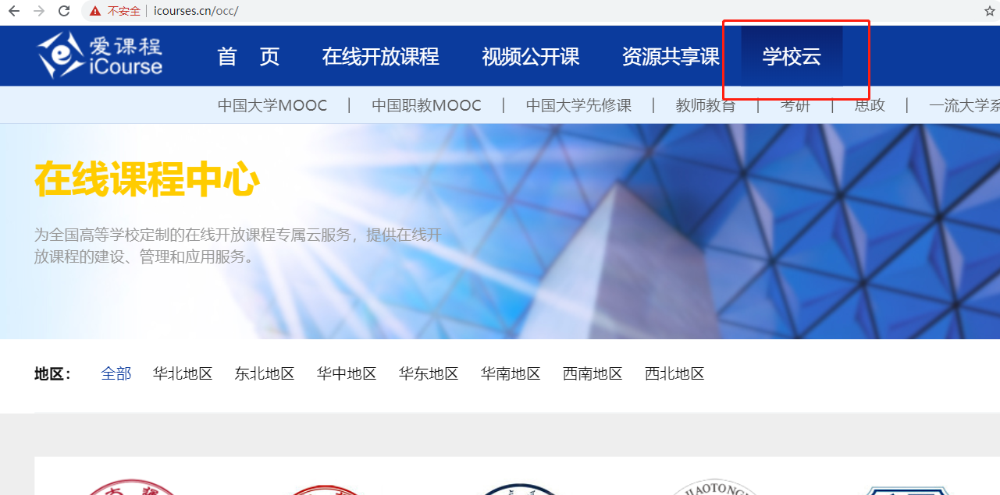 不安全 icourses.cn/occ/
爱课程
iCourse
首 页 在线开放课程 视频公开课 资源共享课 学校云
中国大学MOOC | 中国职教MOOC | 中国大学先修课 | 教师教育 | 考研 | 思政 | 一流大学系
在线课程中心
为全国高等学校定制的在线开放课程专属云服务，提供在线开
放课程的建设、管理和应用服务。
地区： 全部 华北地区 东北地区 华中地区 华东地区 华南地区 西南地区 西北地区